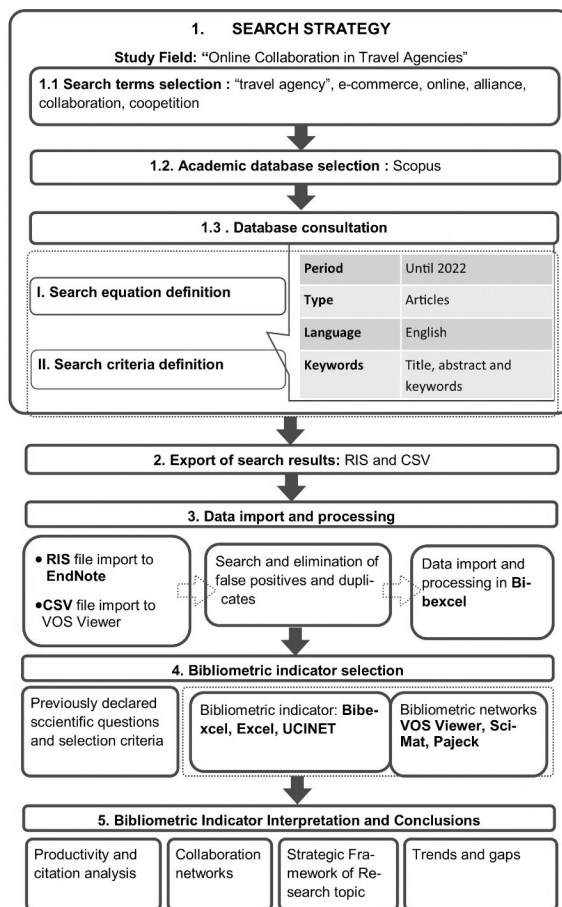 1. SEARCH STRATEGY
Study Field: “Online Collaboration in Travel Agencies”
1.1 Search terms selection : “travel agency”, e-commerce, online, alliance,
collaboration, coopetition
1.2. Academic database selection : Scopus
1.3 . Database consultation
I. Search equation definition
II. Search criteria definition
Period Until 2022
Type Articles
Language English
Keywords Title, abstract and
keywords
2. Export of search results: RIS and CSV
3. Data import and processing
● RIS file import to
EndNote
●CSV file import to
VOS Viewer
Search and elimination of
false positives and dupli-
cates
Data import and
processing in Bi-
bexcel
4. Bibliometric indicator selection
Previously declared
sccientific questions
and selection criteria
Bibliometric indicator: Bibe-
xcel, Excel, UCINET
Bibliometric networks
VOS Viewer, Sci-
Mat, Pajeck
5. Bibliometric Indicator Interpretation and Conclusions
Productivity and
citation analysis
Collaboration
networks
Strategic Fra-
mework of Re-
search topic
Trends and gaps